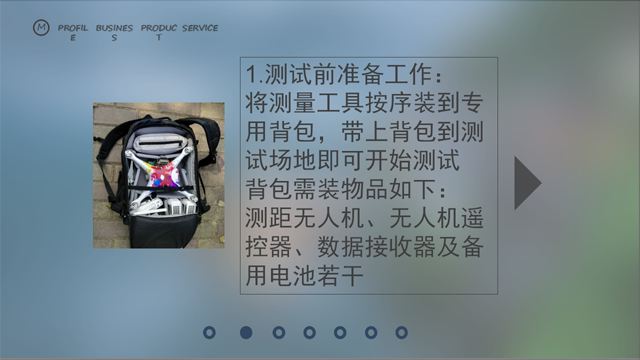 M PROFILE BUSINESS PRODUCT SERVICE
1.测试前准备工作：
将测量工具按序装到专
用背包，带上背包到测
试场地即可开始测试
背包需装物品如下：
测距无人机、无人机遥
控器、数据接收器及备
用电池若干